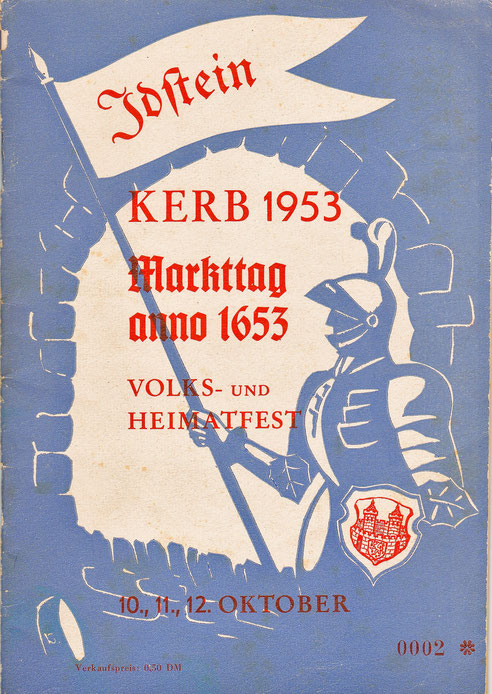 Idſtein
KERB 1953
Markttag
anno 1653
VOLKS- UND
HEIMATFEST
10., 11., 12. OKTOBER
0002 *
Verkaufspreis: 0,50 DM